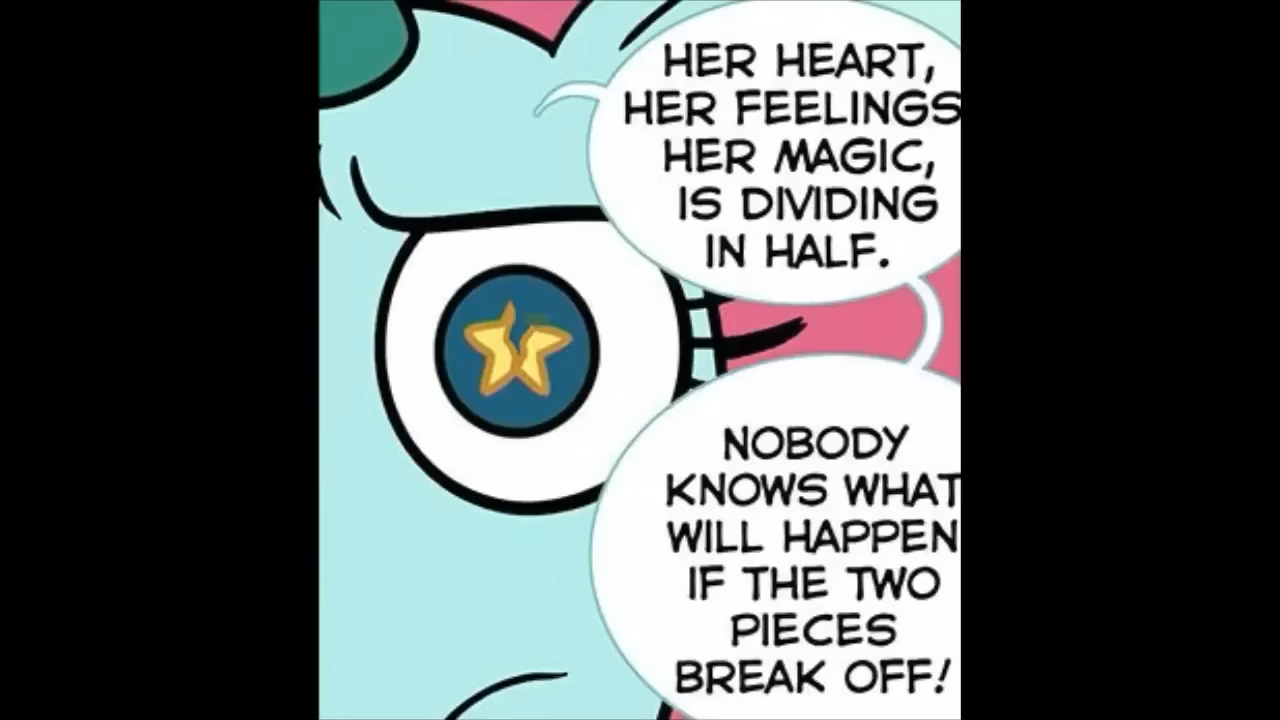 HER HEART,
HER FEELINGS
HER MAGIC,
IS DIVIDING
IN HALF.
NOBODY
KNOWS WHAT
WILL HAPPEN
IF THE TWO
PIECES
BREAK OFF!